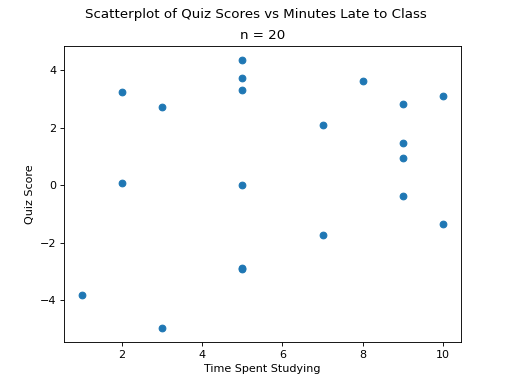 Scatterplot of Quiz Scores vs Minutes Late to Class
n = 20
4
2
0
−2
−4
Quiz Score
2 4 6 8 10
Time Spent Studying